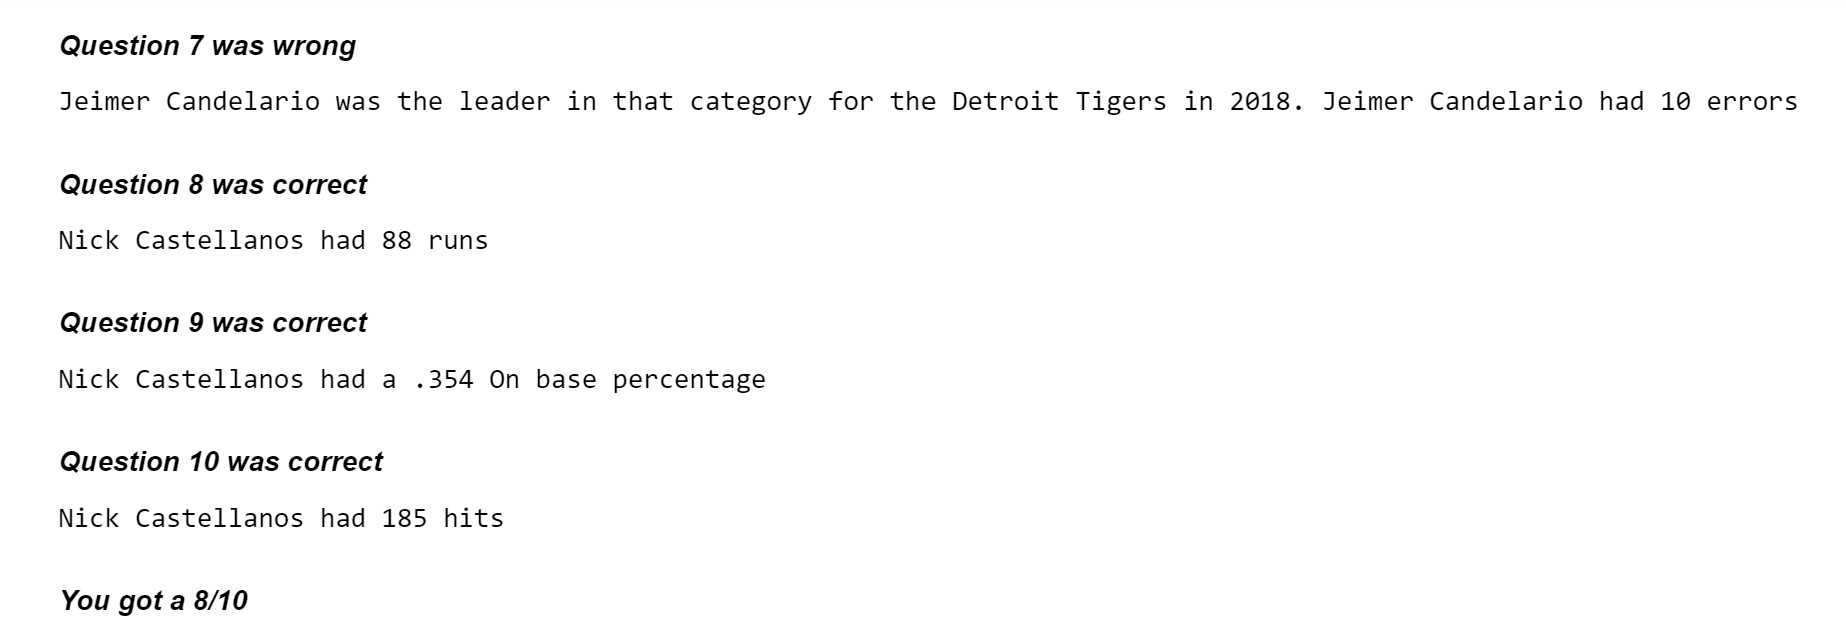 Question 7 was wrong
Jeimer Candelario was the leader in that category for the Detroit Tigers in 2018. Jeimer Candelario had 10 errors
Question 8 was correct
Nick Castellanos had 88 runs
Question 9 was correct
Nick Castellanos had a .354 On base percentage
Question 10 was correct
Nick Castellanos had 185 hits
You got a 8/10